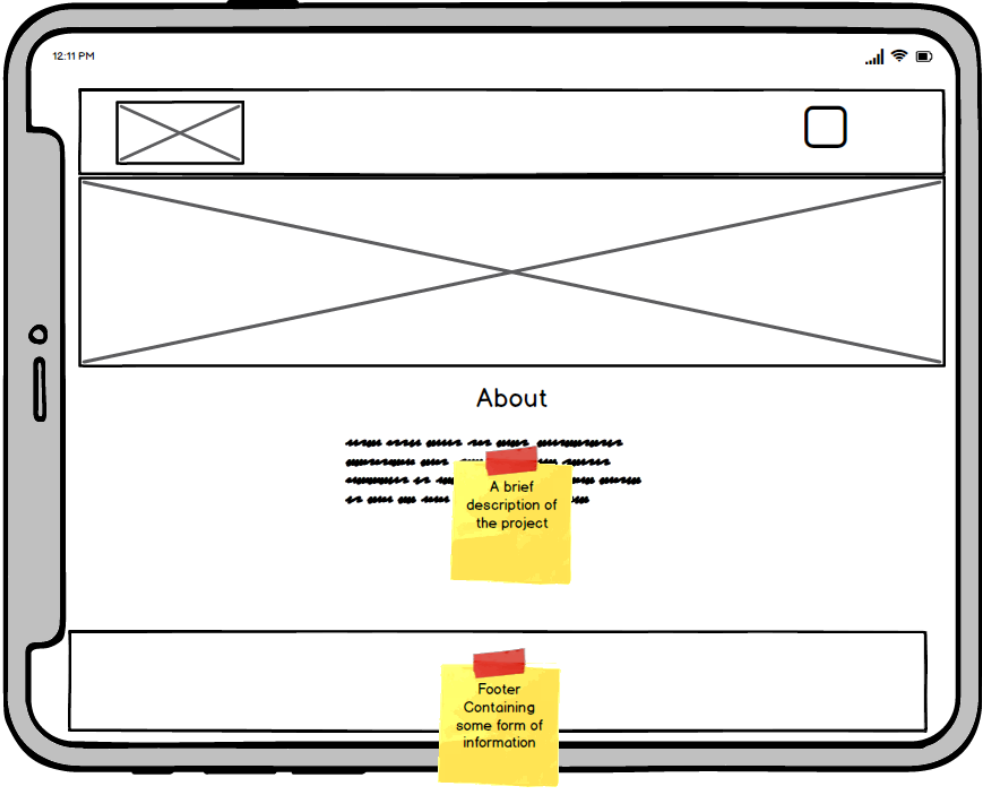 12:11 PM
About
A brief
description of
the project
Footer
Containing
some form of
information